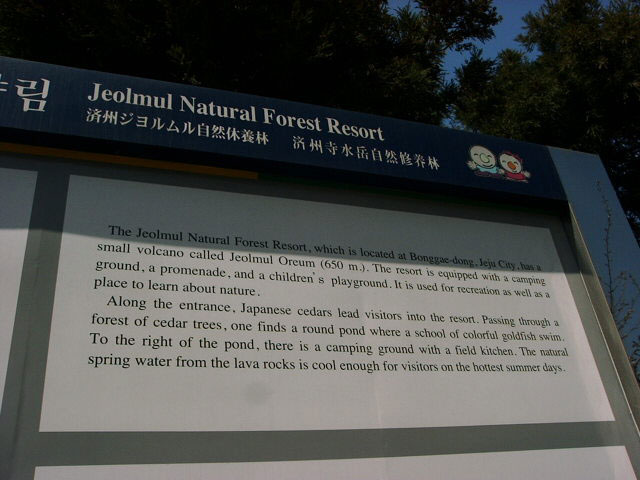 림
Jeolmul Natural Forest Resort
済州ジヨルムル自然休養林 済州寺水岳自然修养林
The Jeolmul Natural Forest Resort, which is located at Bonggae-dong, Jeju City, has a
small volcano called Jeolmul Oreum (650 m.). The resort is equipped with a camping
ground, a promenade, and a children's playground. It is used for recreation as well as a
place to learn about nature.
Along the entrance, Japanese cedars lead visitors into the resort. Passing through a
forest of cedar trees, one finds a round pond where a school of colorful goldfish swim.
To the right of the pond, there is a camping ground with a field kitchen. The natural
spring water from the lava rocks is cool enough for visitors on the hottest summer days.